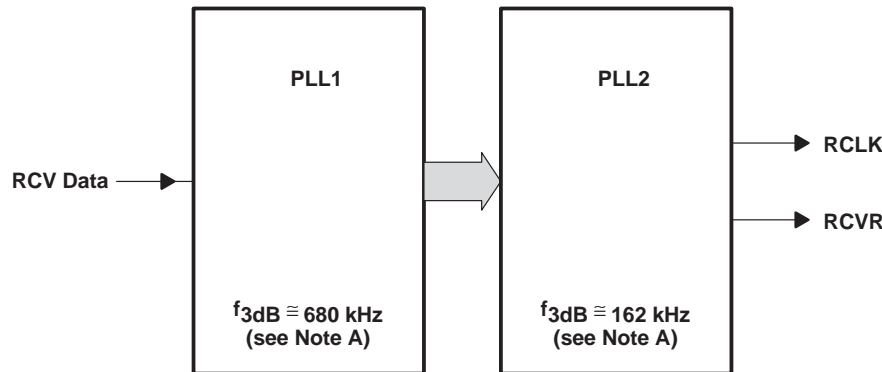 PLL1
PLL2
RCLK
RCV Data
RCVR
f3dB ≅ 680 kHz
(see Note A)
f3dB ≅ 162 kHz
(see Note A)